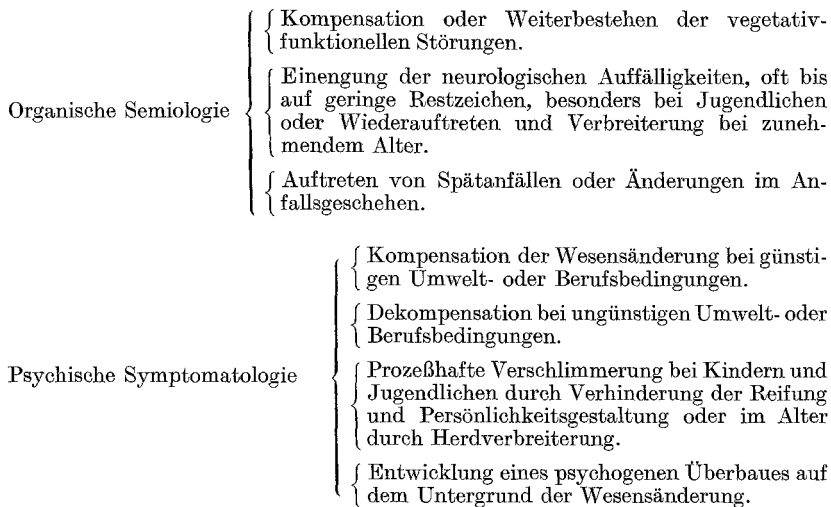 Kompensation oder Weiterbestehen der vegetativ-
funktionellen Störungen.
Organische Semiologie
Einengung der neurologischen Auffälligkeiten, oft bis
auf geringe Restzeichen, besonders bei Jugendlichen
oder Wiederauftreten und Verbreiterung bei zuneh-
mendem Alter.
Auftreten von Spätanfällen oder Änderungen im An-
fallsgeschehen.
Kompensation der Wesensänderung bei günsti-
gen Umwelt- oder Berufsbedingungen.
Dekompensation bei ungünstigen Umwelt- oder
Berufsbedingungen.
Psychische Symptomatologie
Prozeßhafte Verschlimmerung bei Kindern und
Jugendlichen durch Verhinderung der Reifung
und Persönlichkeitsgestaltung oder im Alter
durch Herdverbreiterung.
Entwicklung eines psychogenen Überbaues auf
dem Untergrund der Wesensänderung.